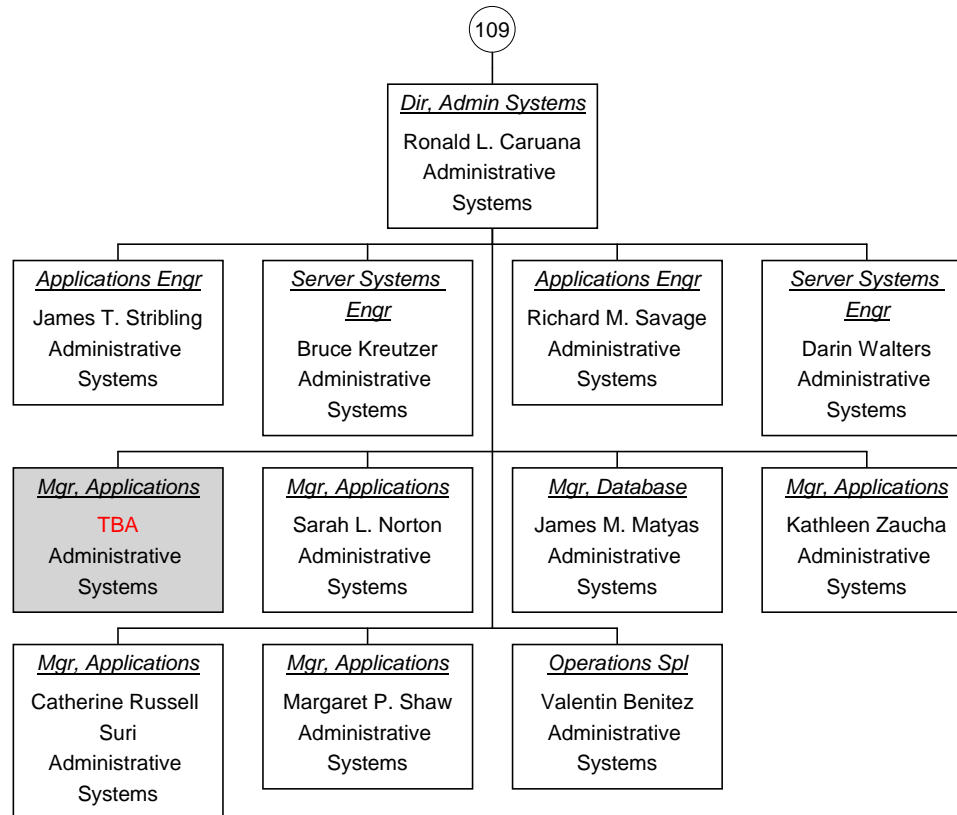 109
Dir, Admin Systems
Ronald L. Caruana
Administrative
Systems
Applications Engr
James T. Stribling
Administrative
Systems
Server Systems
Engr
Bruce Kreutzer
Administrative
Systems
Applications Engr
Richard M. Savage
Administrative
Systems
Server Systems
Engr
Darin Walters
Administrative
Systems
Mgr, Applications
TBA
Administrative
Systems
Mgr, Applications
Sarah L. Norton
Administrative
Systems
Mgr, Database
James M. Matyas
Administrative
Systems
Mgr, Applications
Kathleen Zaucha
Administrative
Systems
Mgr, Applications
Catherine Russell
Suri
Administrative
Systems
Mgr, Applications
Margaret P. Shaw
Administrative
Systems
Operations Spl
Valentin Benitez
Administrative
Systems